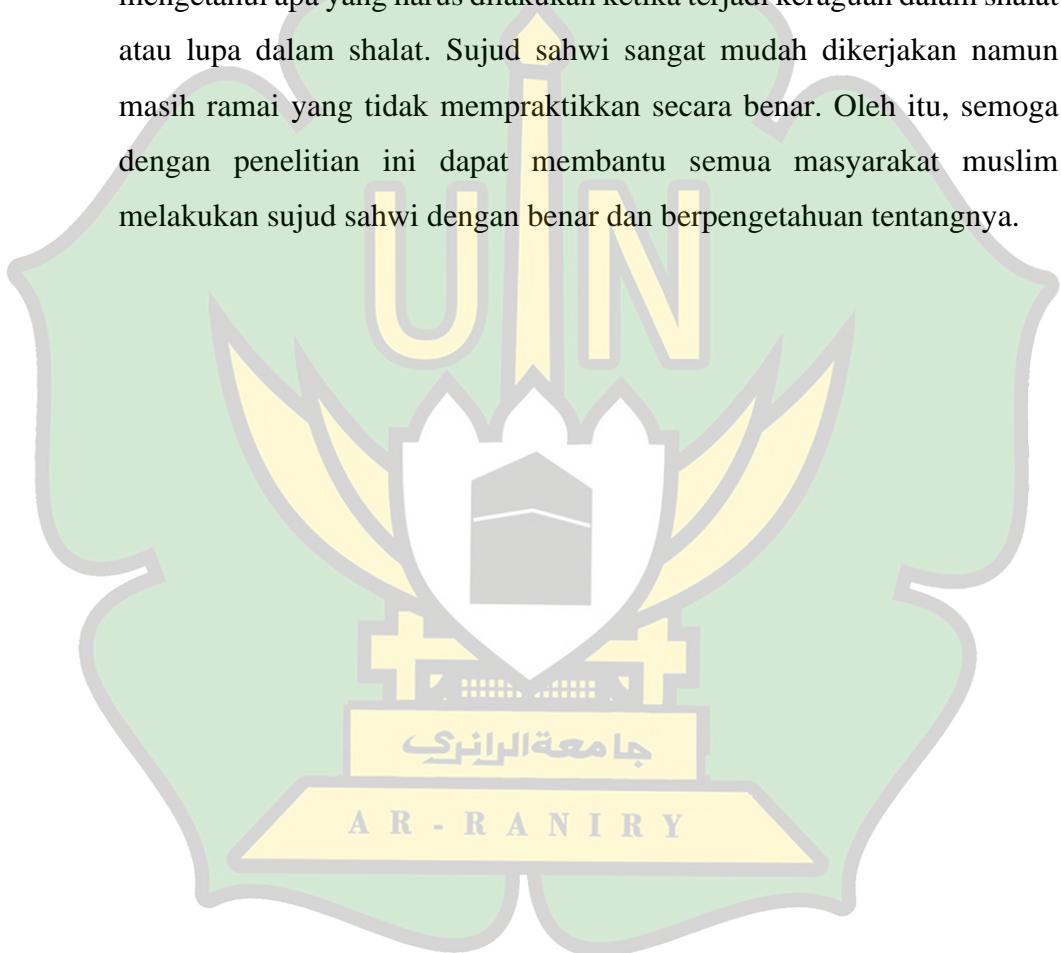 mengetahui apa yang harus dilakukan ketika terjadi keraguan dalam shalat
atau lupa dalam shalat. Sujud sahwi sangat mudah dikerjakan namun
masih ramai yang tidak mempraktikkan secara benar. Oleh itu, semoga
dengan penelitian ini dapat membantu semua masyarakat muslim
melakukan sujud sahwi dengan benar dan berpengetahuan tentangnya.
UIN
جامعةالرانري
AR-RANIRY